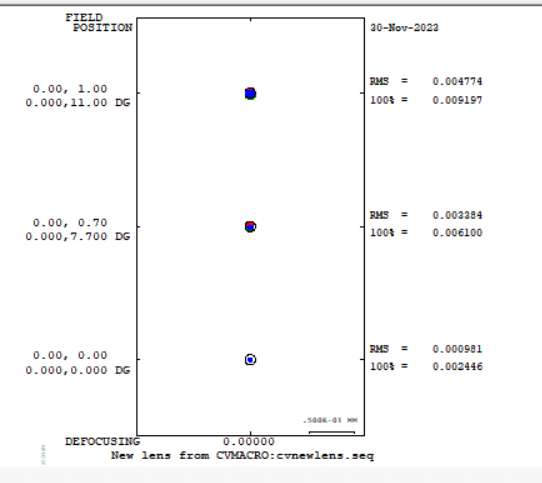 FIELD
POSITION
30-Nov-2023
0.00, 1.00
0.000,11.00 DG
RMS = 0.004774
100% = 0.009197
0.00, 0.70
0.000,7.700 DG
RMS = 0.003384
100% = 0.006100
0.00, 0.00
0.000,0.000 DG
RMS = 0.000981
100% = 0.002446
.500E-01 MM
DEFOCUSING 0.00000
New lens from CVMACRO:cvnewlens.seq